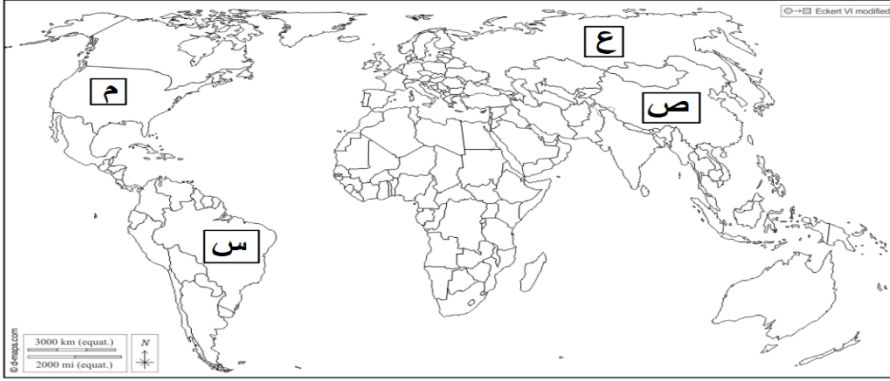 Eckert VI modified
ع
م
ص
س
3000 km (equat.)
2000 mi (equat.)
N
© d-maps.com